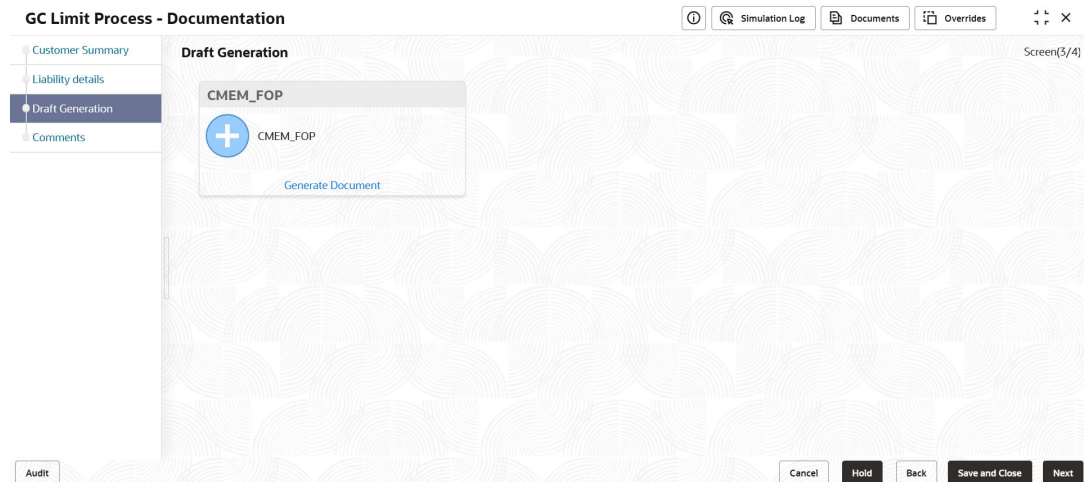 GC Limit Process - Documentation
Simulation Log
Documents
Overrides
Customer Summary
Liability details
Draft Generation
Comments
Draft Generation
Screen(3/4)
CMEM_FOP
CMEM_FOP
Generate Document
Audit
Cancel
Hold
Back
Save and Close
Next